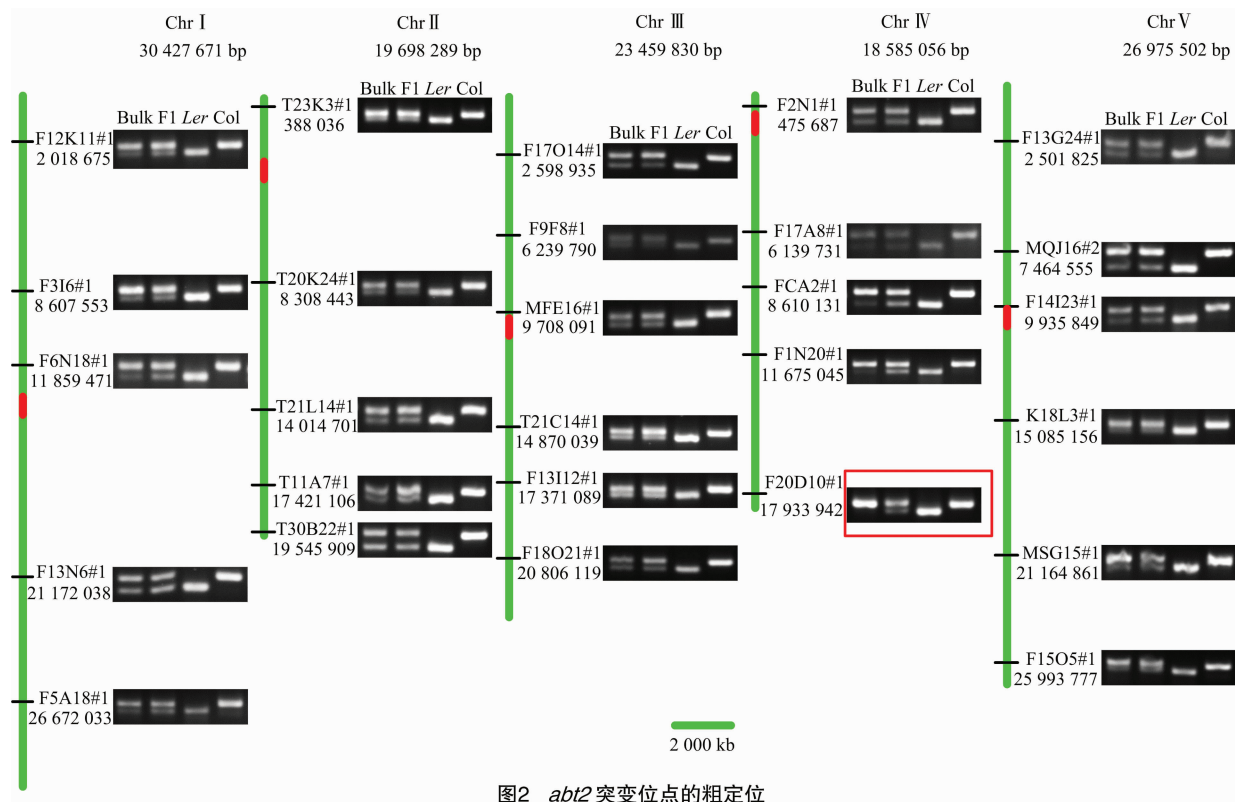 Chr Ⅰ
30 427 671 bp
Bulk F1 Ler Col
F12K11#1
2 018 675
F3I6#1
8 607 553
F6N18#1
11 859 471
F13N6#1
21 172 038
F5A18#1
26 672 033
Chr Ⅱ
19 698 289 bp
Bulk F1 Ler Col
T23K3#1
388 036
T20K24#1
8 308 443
T21L14#1
14 014 701
T11A7#1
17 421 106
T30B22#1
19 545 909
Chr Ⅲ
23 459 830 bp
Bulk F1 Ler Col
F17O14#1
2 598 935
F9F8#1
6 239 790
MFE16#1
9 708 091
T21C14#1
14 870 039
F13I12#1
17 371 089
F18O21#1
20 806 119
Chr Ⅳ
18 585 056 bp
Bulk F1 Ler Col
F2N1#1
475 687
F17A8#1
6 139 731
FCA2#1
8 610 131
F1N20#1
11 675 045
F20D10#1
17 933 942
Chr Ⅴ
26 975 502 bp
Bulk F1 Ler Col
F13G24#1
2 501 825
MQJ16#2
7 464 555
F14I23#1
9 935 849
K18L3#1
15 085 156
MSG15#1
21 164 861
F15O5#1
25 993 777
2 000 kb
图2 abt2 突变位点的粗定位